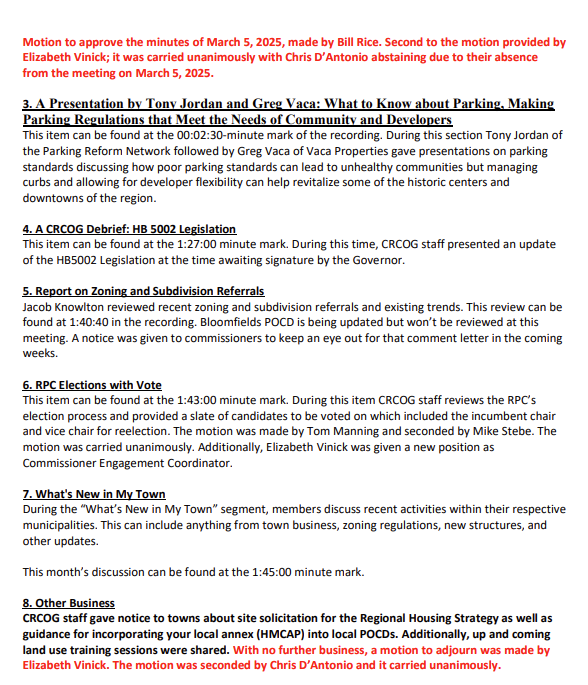 Motion to approve the minutes of March 5, 2025, made by Bill Rice. Second to the motion provided by
Elizabeth Vinick; it was carried unanimously with Chris D’Antonio abstaining due to their absence
from the meeting on March 5, 2025.
3. A Presentation by Tony Jordan and Greg Vaca: What to Know about Parking, Making
Parking Regulations that Meet the Needs of Community and Developers
This item can be found at the 00:02:30-minute mark of the recording. During this section Tony Jordan of
the Parking Reform Network followed by Greg Vaca of Vaca Properties gave presentations on parking
standards discussing how poor parking standards can lead to unhealthy communities but managing
curbs and allowing for developer flexibility can help revitalize some of the historic centers and
downtowns of the region.
4. A CRCOG Debrief: HB 5002 Legislation
This item can be found at the 1:27:00 minute mark. During this time, CRCOG staff presented an update
of the HB5002 Legislation at the time awaiting signature by the Governor.
5. Report on Zoning and Subdivision Referrals
Jacob Knowlton reviewed recent zoning and subdivision referrals and existing trends. This review can be
found at 1:40:40 in the recording. Bloomfields POCD is being updated but won’t be reviewed at this
meeting. A notice was given to commissioners to keep an eye out for that comment letter in the coming
weeks.
6. RPC Elections with Vote
This item can be found at the 1:43:00 minute mark. During this item CRCOG staff reviews the RPC’s
election process and provided a slate of candidates to be voted on which included the incumbent chair
and vice chair for reelection. The motion was made by Tom Manning and seconded by Mike Stebe. The
motion was carried unanimously. Additionally, Elizabeth Vinick was given a new position as
Commissioner Engagement Coordinator.
7. What's New in My Town
During the “What’s New in My Town” segment, members discuss recent activities within their respective
municipalities. This can include anything from town business, zoning regulations, new structures, and
other updates.
This month’s discussion can be found at the 1:45:00 minute mark.
8. Other Business
CRCOG staff gave notice to towns about site solicitation for the Regional Housing Strategy as well as
guidance for incorporating your local annex (HMCAP) into local POCDs. Additionally, up and coming
land use training sessions were shared. With no further business, a motion to adjourn was made by
Elizabeth Vinick. The motion was seconded by Chris D’Antonio and it carried unanimously.